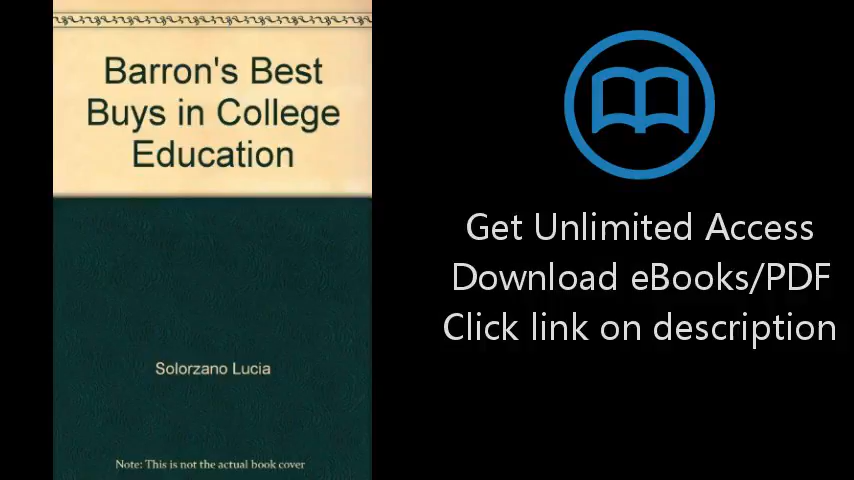 Barron's Best
Buys in College
Education
Solorzano Lucia
Note: This is not the actual book cover
Get Unlimited Access
Download eBooks/PDF
Click link on description